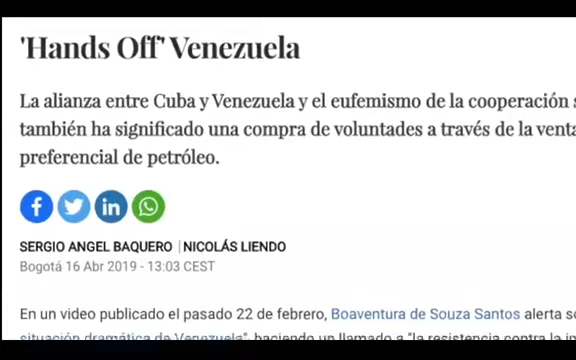 'Hands Off' Venezuela
La alianza entre Cuba y Venezuela y el eufemismo de la cooperación
también ha significado una compra de voluntades a través de la venta
preferencial de petróleo.
SERGIO ANGEL BAQUERO | NICOLÁS LIENDO
Bogotá 16 Abr 2019 - 13:03 CEST
En un video publicado el pasado 22 de febrero, Boaventura de Souza Santos alerta
situación dramática de Venezuela", haciendo un llamado a "la resistencia contra la